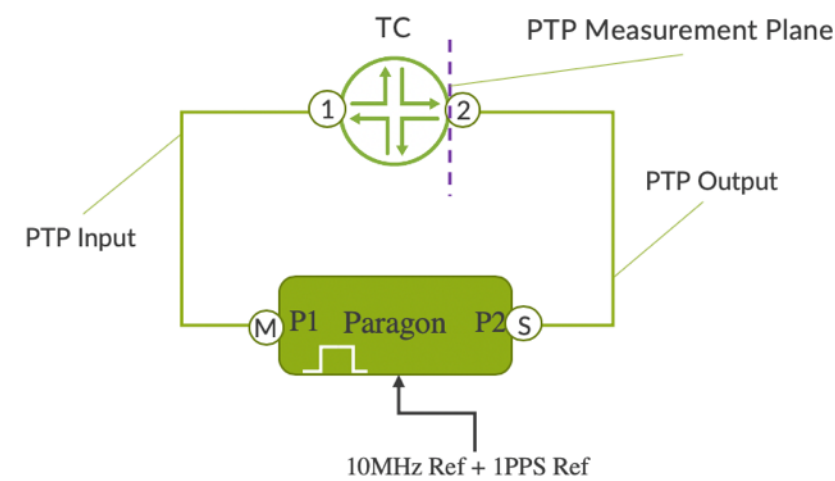 TC
PTP Measurement Plane
1
2
PTP Output
PTP Input
M
P1 Paragon P2
S
10MHz Ref + 1PPS Ref